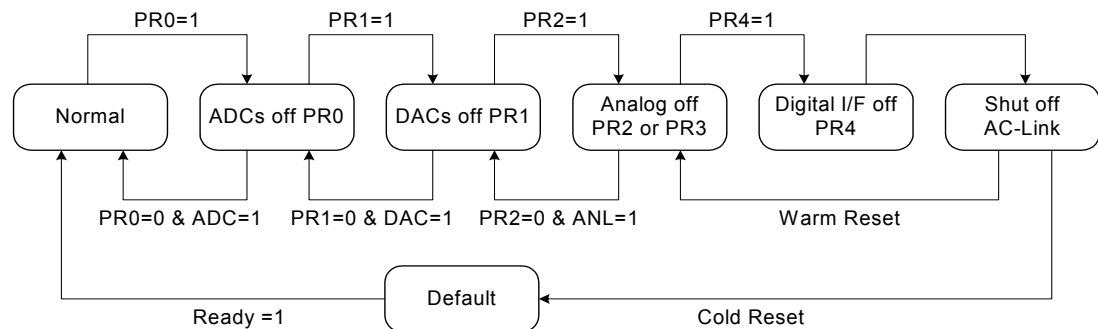 PR0=1
PR1=1
PR2=1
PR4=1
Normal
ADCs off PR0
DACs off PR1
Analog off
PR2 or PR3
Digital I/F off
PR4
Shut off
AC-Link
PR0=0 & ADC=1
PR1=0 & DAC=1
PR2=0 & ANL=1
Warm Reset
Default
Ready =1
Cold Reset